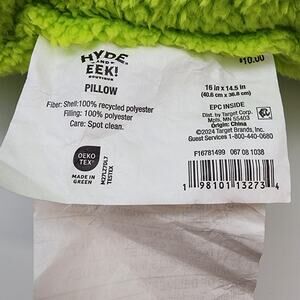 $10.00
HYDE
AND
EEK!
BOUTIQUE
PILLOW
Fiber: Shell:100% recycled polyester
Filling: 100% polyester
Care: Spot clean.
OEKO
TEX®
MADE IN
GREEN
TESTEX
16 in x 14.5 in
(40.6 cm x 36.8 cm)
EPC INSIDE
Dist. by Target Corp.
Mpls, MN 55403
Origin: China
©2024 Target Brands, Inc.
Guest Services 1-800-440-0680
F16781499 067 08 1038
1 98101 13273 4